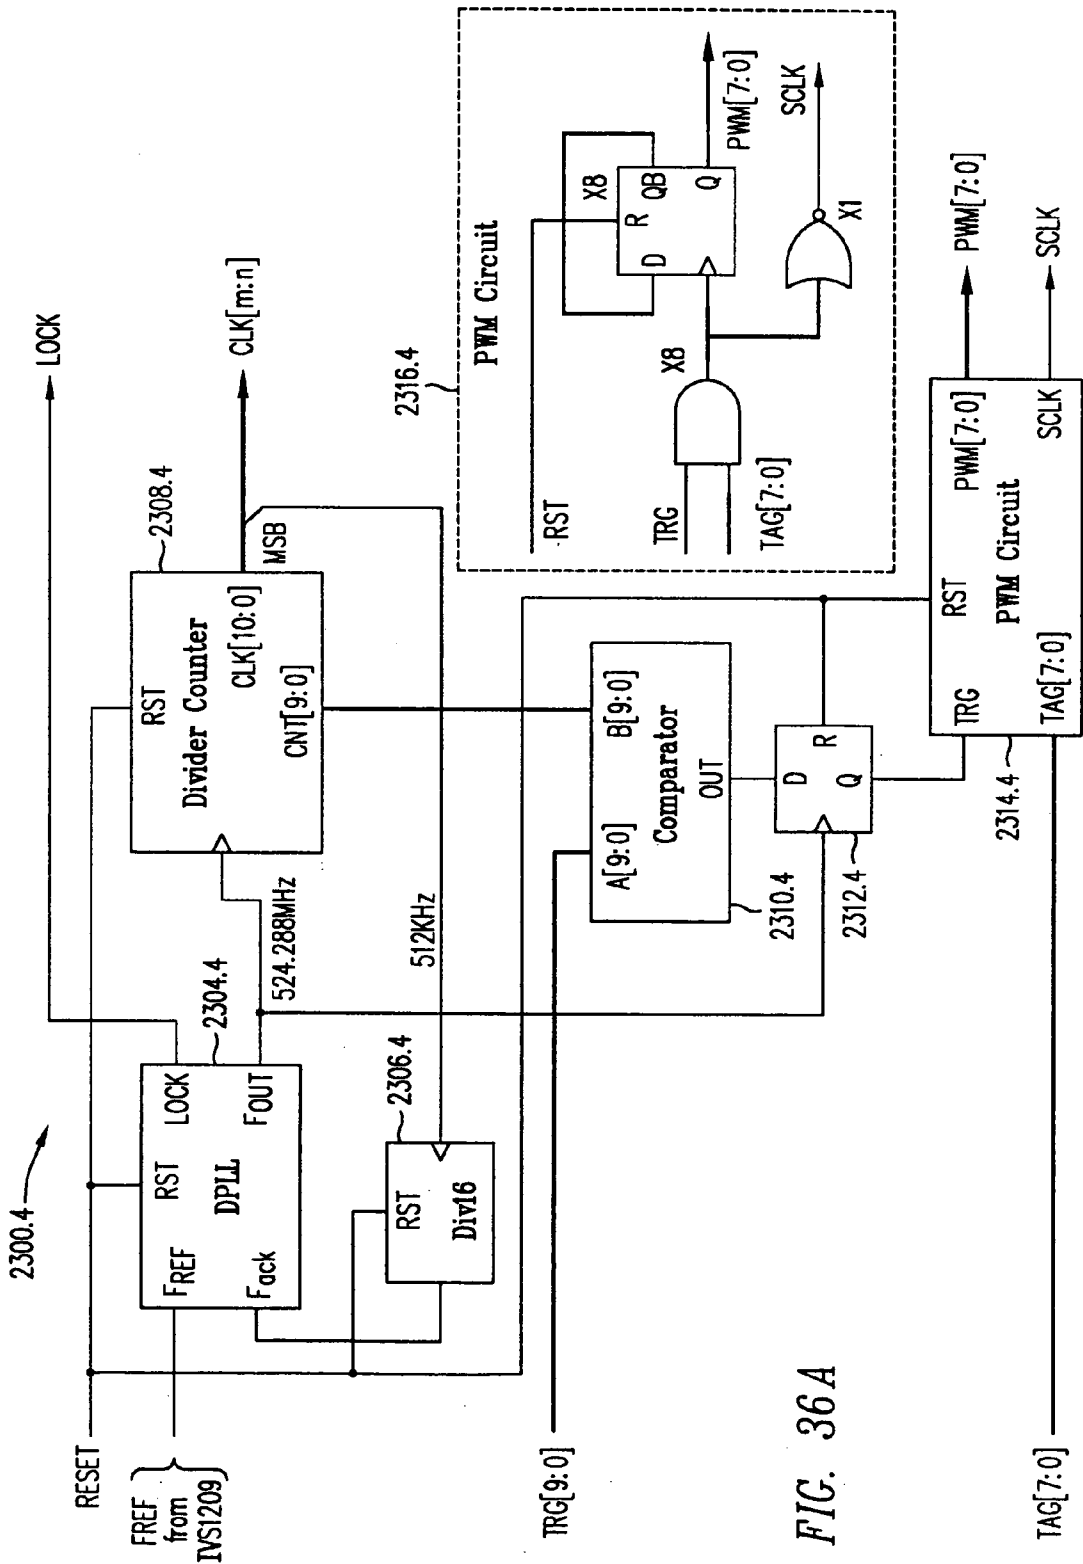 2300.4
RESET
FREF
from
IVS1209
FREF
RST
LOCK
DPLL
Fack
FOUT
2304.4
LOCK
524.288MHz
RST
Divider Counter
CLK[10:0]
CNT[9:0]
2308.4
MSB
CLK[m:n]
512KHz
RST
Div16
2306.4
TRG[9:0]
A[9:0]
B[9:0]
Comparator
OUT
2310.4
D
R
Q
2312.4
TAG[7:0]
TRG
RST
PWM[7:0]
TAG[7:0]
PWM Circuit
SCLK
2314.4
PWM[7:0]
SCLK
2316.4
PWM Circuit
RST
TRG
TAG[7:0]
X8
X8
D
R
QB
Q
PWM[7:0]
X1
SCLK
FIG. 36A